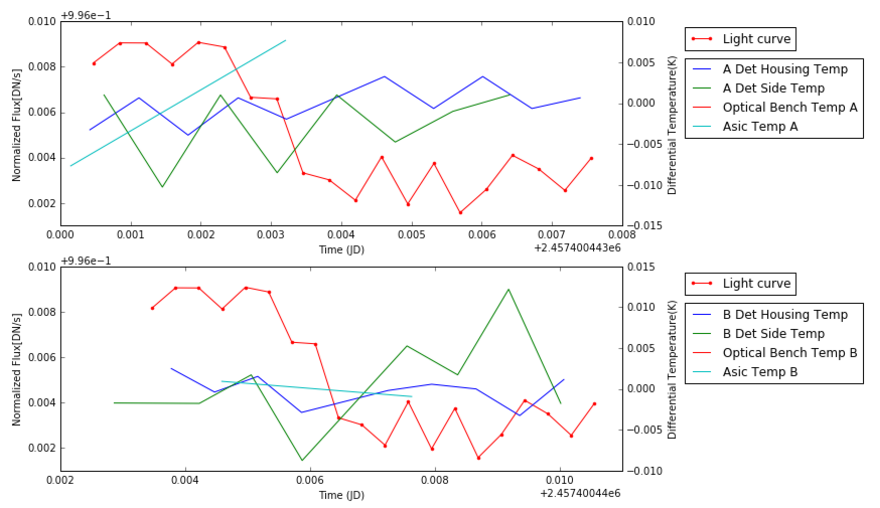 +9.96e−1
0.010
0.008
0.006
0.004
0.002
Normalized Flux[DN/s]
0.000 0.001 0.002 0.003 0.004 0.005 0.006 0.007 0.008
Time (JD)
+2.457400443e6
0.010
0.005
0.000
−0.005
−0.010
−0.015
Differential Temperature(K)
Light curve
A Det Housing Temp
A Det Side Temp
Optical Bench Temp A
Asic Temp A
+9.96e−1
0.010
0.008
0.006
0.004
0.002
Normalized Flux[DN/s]
0.002 0.004 0.006 0.008 0.010
Time (JD)
+2.45740044e6
0.015
0.010
0.005
0.000
−0.005
−0.010
Differential Temperature(K)
Light curve
B Det Housing Temp
B Det Side Temp
Optical Bench Temp B
Asic Temp B